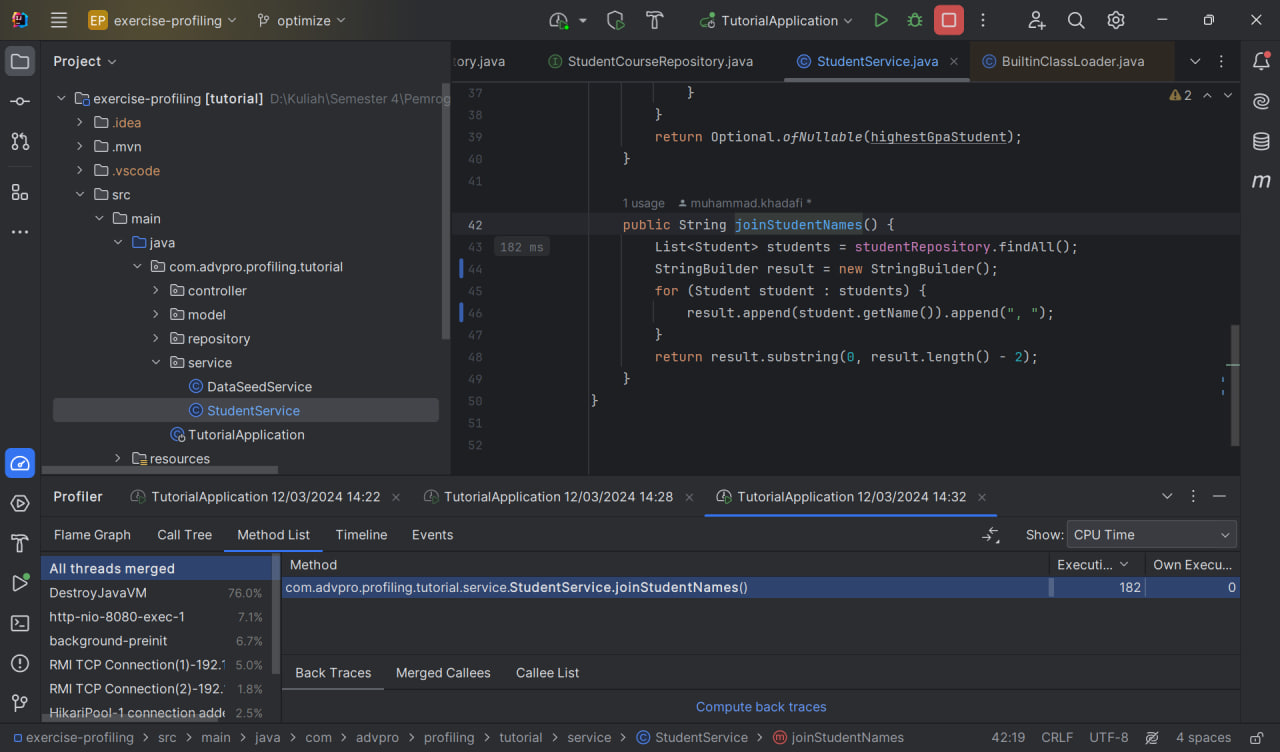 EP exercise-profiling optimize TutorialApplication
Project
exercise-profiling [tutorial] D:\Kuliah\Semester 4\Pemrog
.idea
.mvn
.vscode
src
main
java
com.advpro.profiling.tutorial
controller
model
repository
service
DataSeedService
StudentService
TutorialApplication
resources
tory.java StudentCourseRepository.java StudentService.java BuiltinClassLoader.java
2
37 }
38 }
39 return Optional.ofNullable(highestGpaStudent);
40 }
41
1 usage muhammad.khadafi *
42 public String joinStudentNames() {
43 182 ms List<Student> students = studentRepository.findAll();
44 StringBuilder result = new StringBuilder();
45 for (Student student : students) {
46 result.append(student.getName()).append(", ");
47 }
48 return result.substring(0, result.length() - 2);
49 }
50 }
51
52
Profiler TutorialApplication 12/03/2024 14:22 TutorialApplication 12/03/2024 14:28 TutorialApplication 12/03/2024 14:32
Flame Graph Call Tree Method List Timeline Events Show: CPU Time
All threads merged
DestroyJavaVM 76.0%
http-nio-8080-exec-1 7.1%
background-preinit 6.7%
RMI TCP Connection(1)-192.1 5.0%
RMI TCP Connection(2)-192. 1.8%
HikariPool-1 connection adde 2.5%
Method Executi... Own Execu...
com.advpro.profiling.tutorial.service.StudentService.joinStudentNames() 182 0
Back Traces Merged Callees Callee List
Compute back traces
exercise-profiling > src > main > java > com > advpro > profiling > tutorial > service > StudentService > joinStudentNames 42:19 CRLF UTF-8 4 spaces